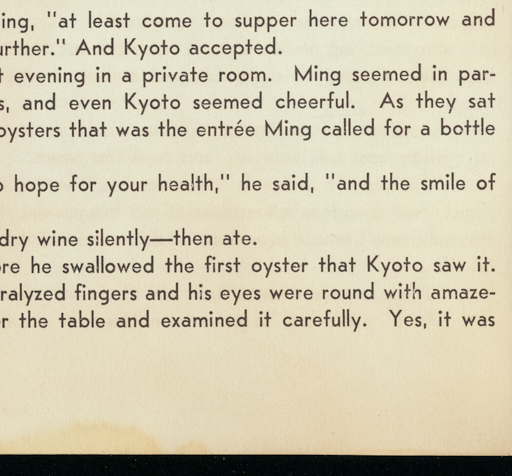 ing, "at least come to supper here tomorrow and
urther." And Kyoto accepted.
t evening in a private room. Ming seemed in par-
s, and even Kyoto seemed cheerful. As they sat
oysters that was the entrée Ming called for a bottle
o hope for your health," he said, "and the smile of
dry wine silently—then ate.
re he swallowed the first oyster that Kyoto saw it.
ralyzed fingers and his eyes were round with amaze-
r the table and examined it carefully. Yes, it was